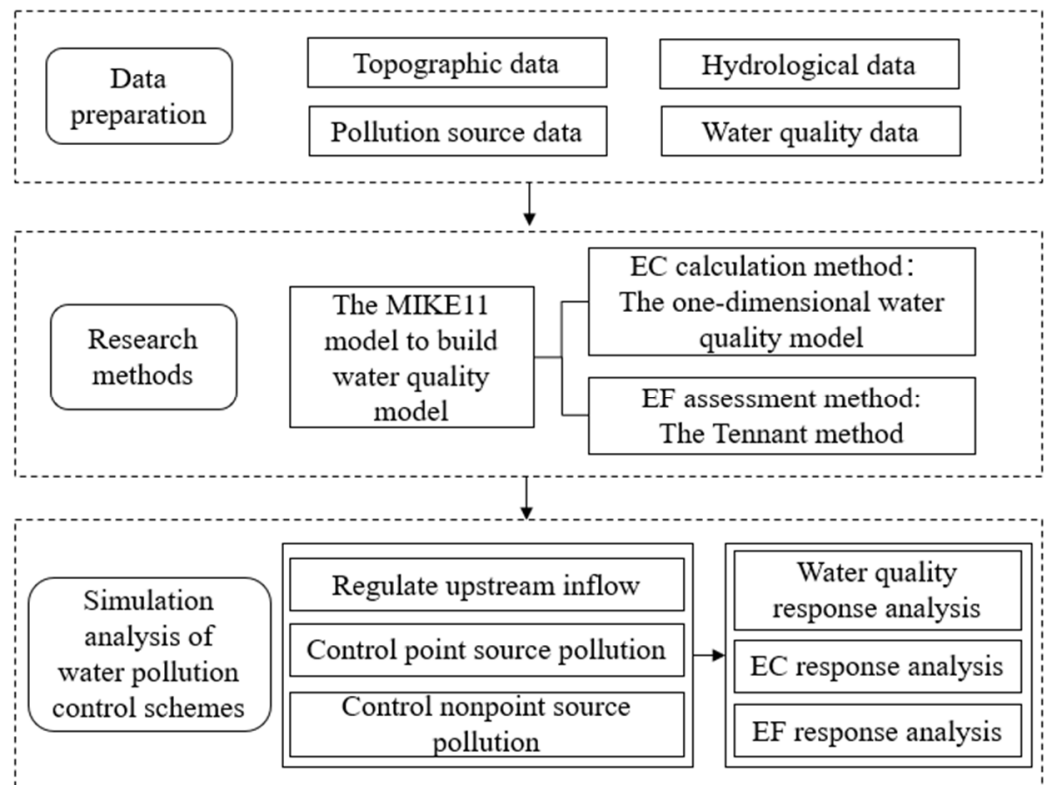 Data
preparation
Topographic data
Hydrological data
Pollution source data
Water quality data
Research
methods
The MIKE11
model to build
water quality
model
EC calculation method：
The one-dimensional water
quality model
EF assessment method:
The Tennant method
Simulation
analysis of
water pollution
control schemes
Regulate upstream inflow
Control point source pollution
Control nonpoint source
pollution
Water quality
response analysis
EC response analysis
EF response analysis